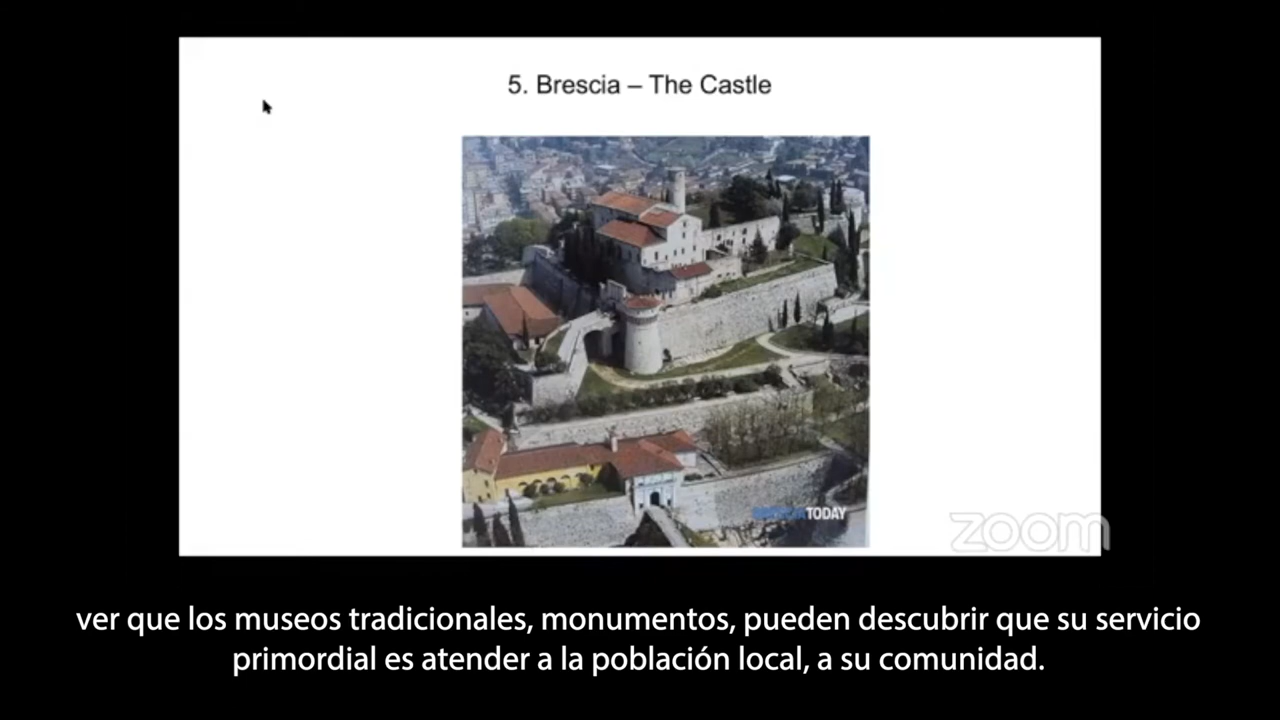 5. Brescia – The Castle
BRESCIATODAY
zoom
ver que los museos tradicionales, monumentos, pueden descubrir que su servicio
primordial es atender a la población local, a su comunidad.